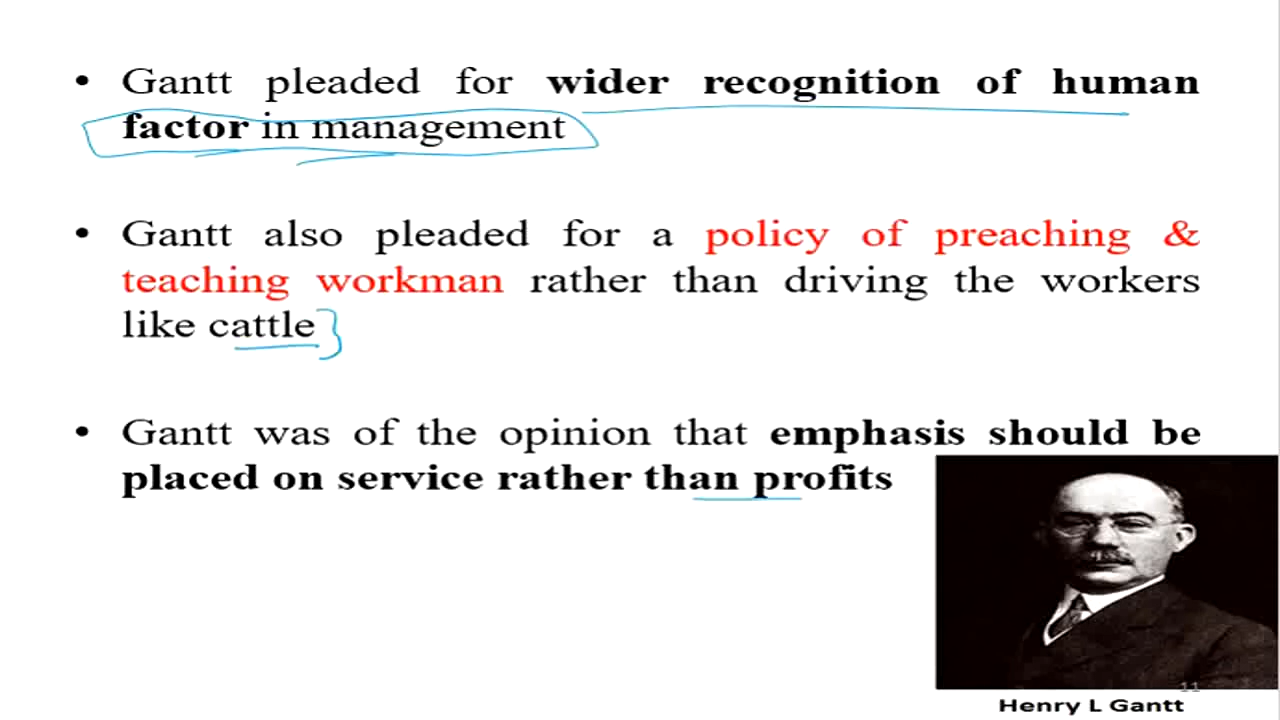 • Gantt pleaded for wider recognition of human
factor in management
• Gantt also pleaded for a policy of preaching &
teaching workman rather than driving the workers
like cattle
• Gantt was of the opinion that emphasis should be
placed on service rather than profits
11
Henry L Gantt